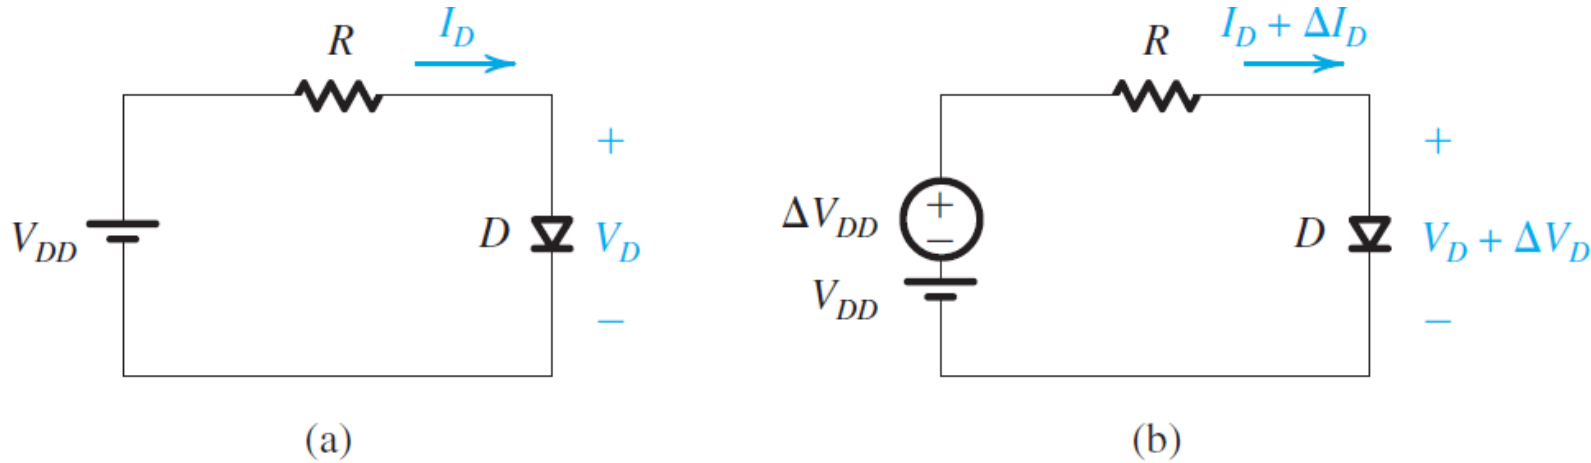 R
I_D
V_DD
D
+
V_D
−
(a)
R
I_D + ΔI_D
ΔV_DD
+
−
V_DD
D
+
V_D + ΔV_D
−
(b)